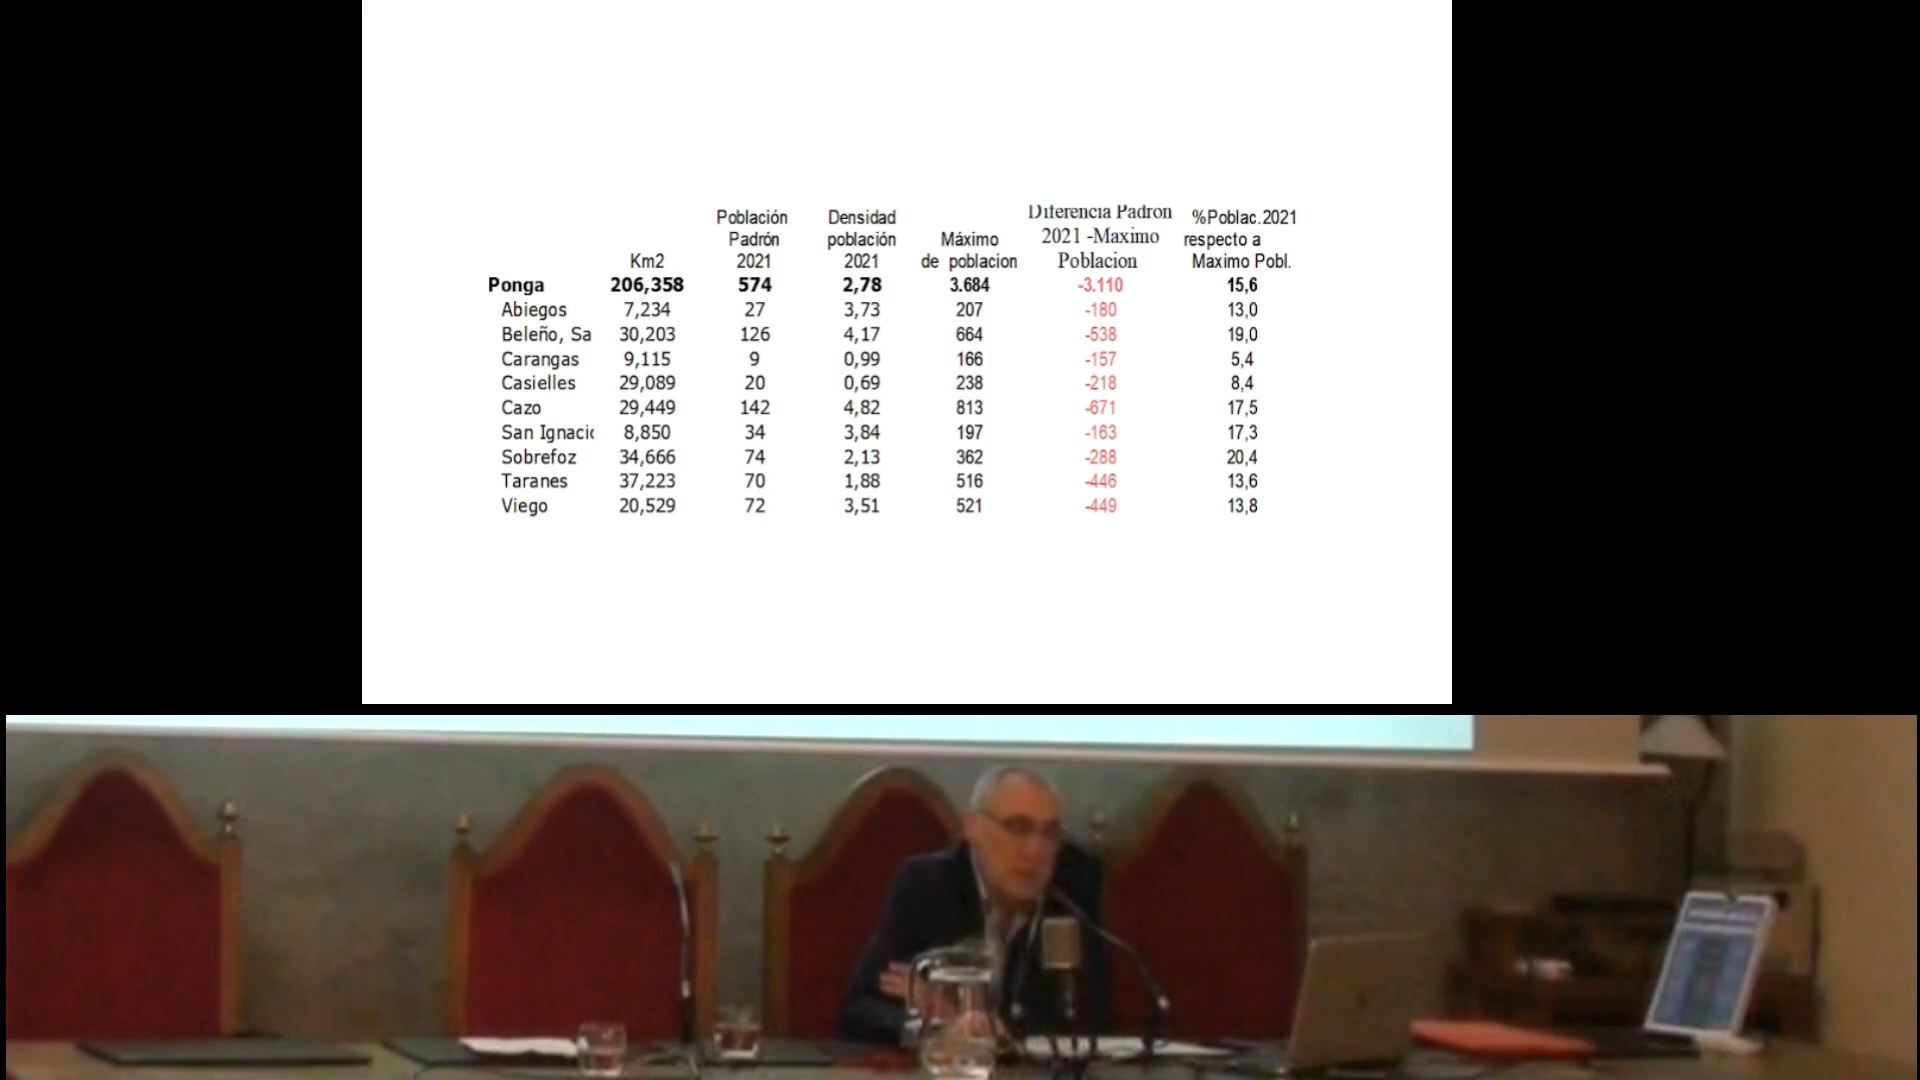 Población Densidad Diferencia Padron %Poblac.2021
Padrón población Máximo 2021 -Maximo respecto a
Km2 2021 2021 de poblacion Poblacion Maximo Pobl.
Ponga 206,358 574 2,78 3.684 -3.110 15,6
Abiegos 7,234 27 3,73 207 -180 13,0
Beleño, Sa 30,203 126 4,17 664 -538 19,0
Carangas 9,115 9 0,99 166 -157 5,4
Casielles 29,089 20 0,69 238 -218 8,4
Cazo 29,449 142 4,82 813 -671 17,5
San Ignaci 8,850 34 3,84 197 -163 17,3
Sobrefoz 34,666 74 2,13 362 -288 20,4
Taranes 37,223 70 1,88 516 -446 13,6
Viego 20,529 72 3,51 521 -449 13,8